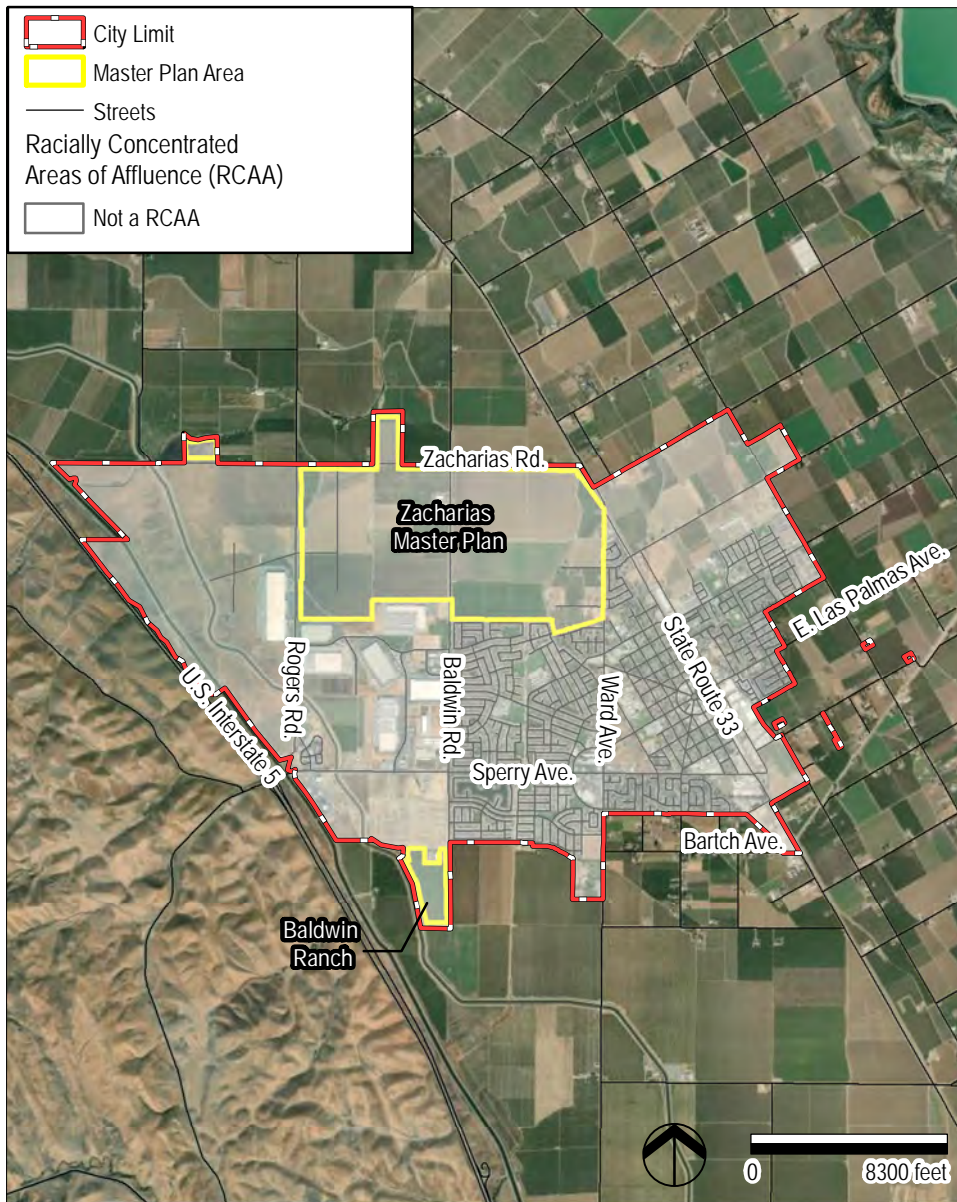 City Limit
Master Plan Area
Streets
Racially Concentrated
Areas of Affluence (RCAA)
Not a RCAA
Zacharias Rd.
Zacharias
Master Plan
E. Las Palmas Ave.
State Route 33
Rogers Rd.
Baldwin Rd.
Ward Ave.
U.S. Interstate 5
Sperry Ave.
Bartch Ave.
Baldwin
Ranch
0
8300 feet